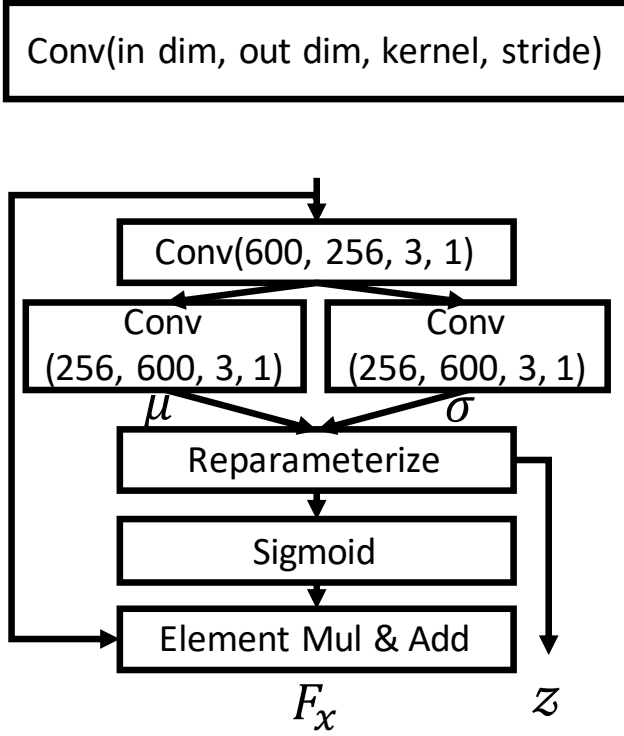 Conv(in dim, out dim, kernel, stride)
Conv(600, 256, 3, 1)
Conv
(256, 600, 3, 1)
Conv
(256, 600, 3, 1)
μ
σ
Reparameterize
Sigmoid
Element Mul & Add
Fₓ
z